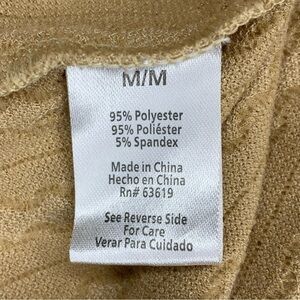 M/M
95% Polyester
95% Poliéster
5% Spandex
Made in China
Hecho en China
Rn# 63619
See Reverse Side
For Care
Verar Para Cuidado